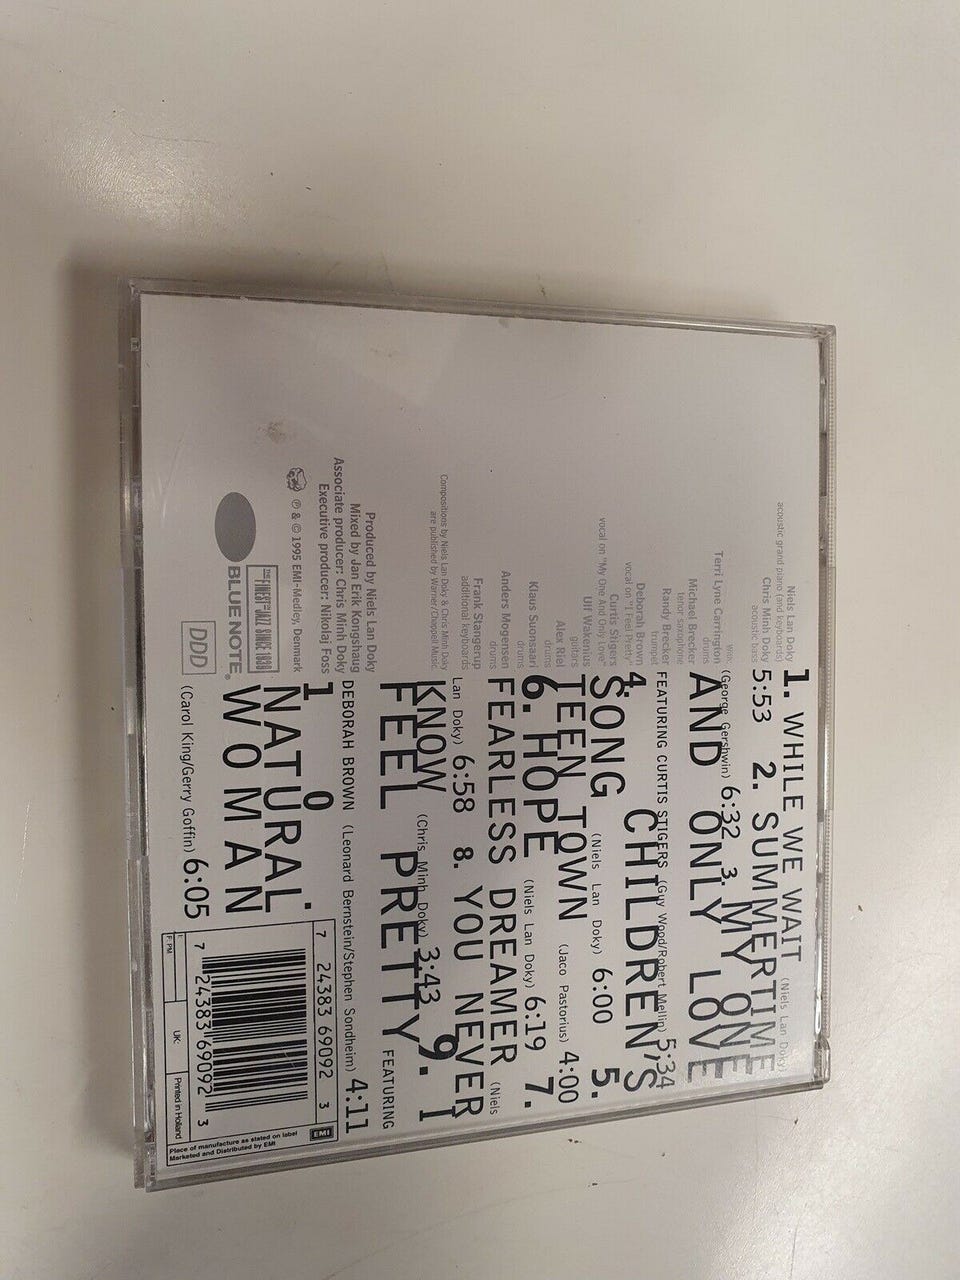 Niels Lan Doky
acoustic grand piano (and keyboards)
Chris Minh Doky
acoustic bass
Terri Lyne Carrington
drums
Michael Brecker
tenor saxophone
Randy Brecker
trumpet
Deborah Brown
vocal on "I Feel Pretty"
Curtis Stigers
vocal on "My One And Only Love"
Ulf Wakenius
guitars
Alex Riel
drums
Klaus Suonsaari
drums
Anders Mogensen
drums
Frank Stangerup
additional keyboards
Compositions by Niels Lan Doky & Chris Minh Doky
are published by Warner/Chappell Music
Produced by Niels Lan Doky
Mixed by Jan Erik Kongshaug
Associate producer: Chris Minh Doky
Executive producer: Nikolaj Foss
℗ & © 1995 EMI-Medley, Denmark
THE FINEST IN JAZZ SINCE 1939
BLUE NOTE®
DDD
1. WHILE WE WAIT (Niels Lan Doky)
5:53 2. SUMMERTIME
(George Gershwin) 6:32 3. MY ONE
AND ONLY LOVE
FEATURING CURTIS STIGERS (Guy Wood/Robert Mellin) 5:34
4. CHILDREN'S
SONG (Niels Lan Doky) 6:00 5.
TEEN TOWN (Jaco Pastorius) 4:00
6. HOPE (Niels Lan Doky) 6:19 7.
FEARLESS DREAMER (Niels
Lan Doky) 6:58 8. YOU NEVER
KNOW (Chris Minh Doky) 3:43 9. I
FEEL PRETTY FEATURING
DEBORAH BROWN (Leonard Bernstein/Stephen Sondheim) 4:11
10.
NATURAL
WOMAN
(Carol King/Gerry Goffin) 6:05
7 24383 69092 3
7 24383 69092 3
EMI
F: PM
UK:
Printed in Holland
Place of manufacture as stated on label
Marketed and Distributed by EMI